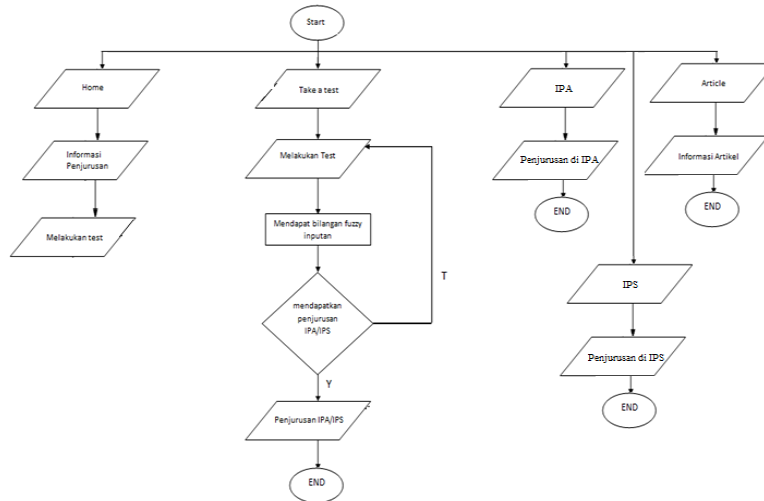 Start
Home
Take a test
IPA
Article
Informasi
Penjurusan
Melakukan Test
Penjurusan di IPA
Informasi Artikel
END
END
Melakukan test
Mendapat bilangan fuzzy
inputan
T
IPS
mendapatkan
penjurusan
IPA/IPS
Penjurusan di IPS
Y
END
Penjurusan IPA/IPS
END